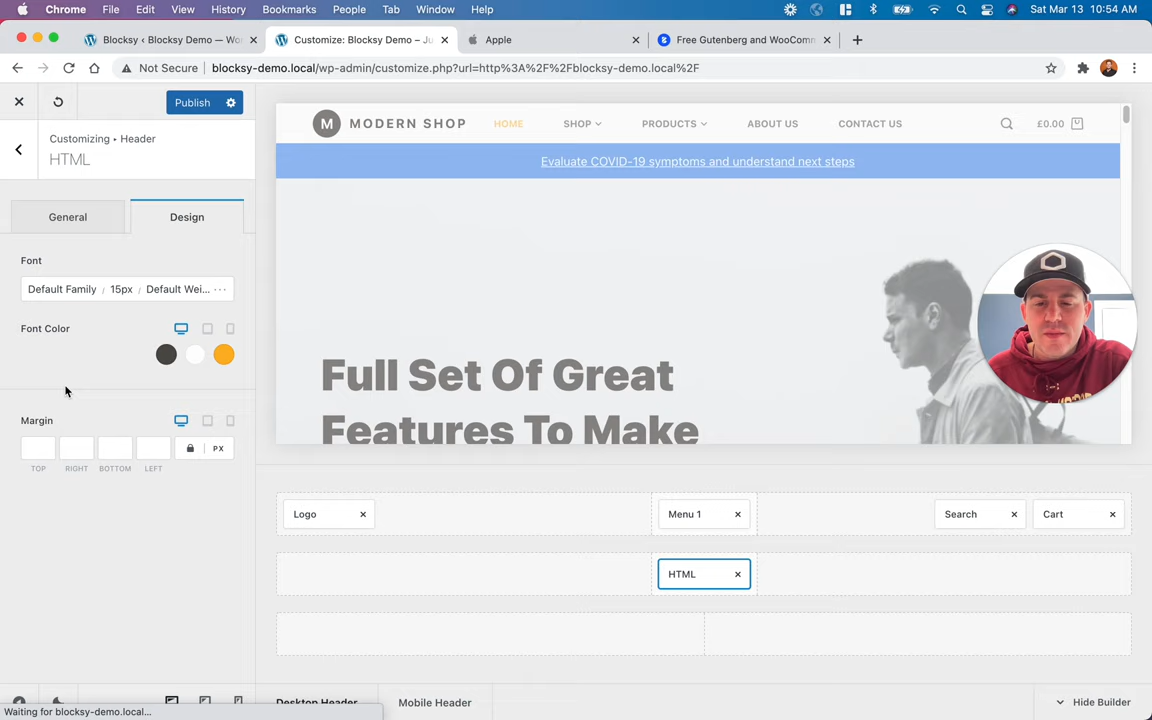 Chrome File Edit View History Bookmarks People Tab Window Help Sat Mar 13 10:54 AM
Blocksy ‹ Blocksy Demo — Wor × Customize: Blocksy Demo – Ju × Apple × Free Gutenberg and WooComm × +
Not Secure blocksy-demo.local/wp-admin/customize.php?url=http%3A%2F%2Fblocksy-demo.local%2F
Publish
Customizing • Header
HTML
M MODERN SHOP HOME SHOP PRODUCTS ABOUT US CONTACT US £0.00
Evaluate COVID-19 symptoms and understand next steps
General Design
Font
Default Family / 15px / Default Wei... ···
Font Color
Full Set Of Great
Features To Make
Margin
PX
TOP RIGHT BOTTOM LEFT
Logo × Menu 1 × Search × Cart ×
HTML ×
Desktop Header Mobile Header Hide Builder
Waiting for blocksy-demo.local...